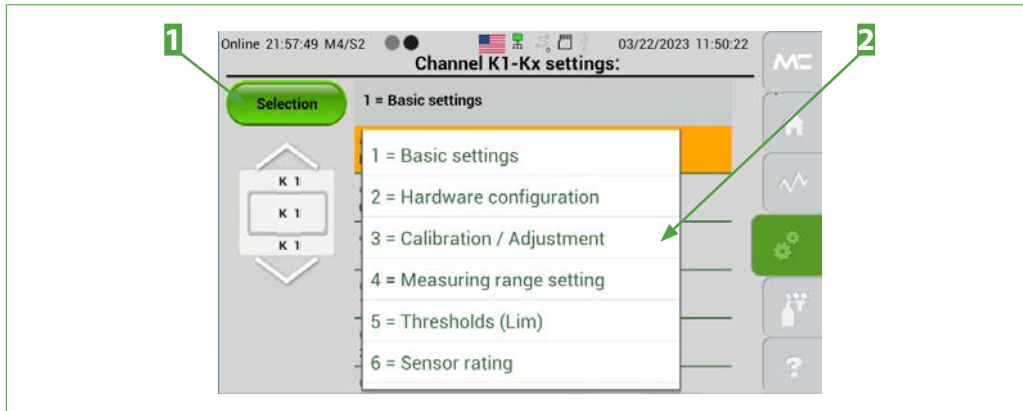 1
2
Online 21:57:49 M4/S2 03/22/2023 11:50:22
Channel K1-Kx settings:
MC
Selection
1 = Basic settings
K 1
K 1
K 1
1 = Basic settings
2 = Hardware configuration
3 = Calibration / Adjustment
4 = Measuring range setting
5 = Thresholds (Lim)
6 = Sensor rating
?